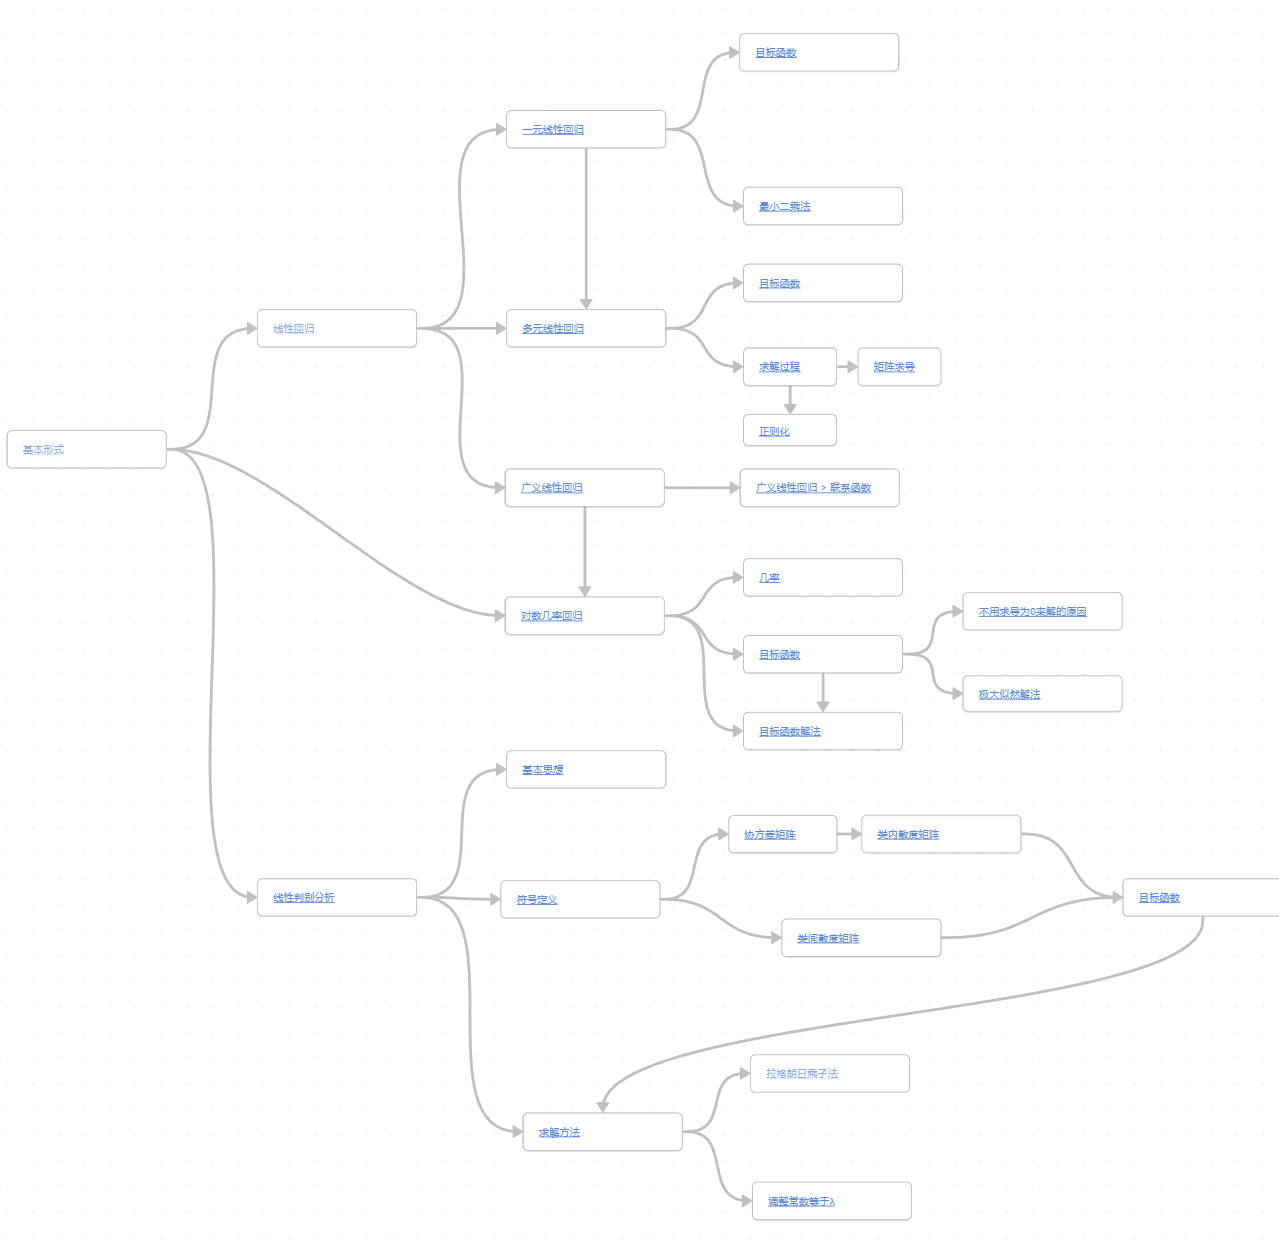 目标函数
一元线性回归
最小二乘法
目标函数
线性回归
多元线性回归
求解过程
矩阵求导
正则化
基本形式
广义线性回归
广义线性回归 > 联系函数
几率
对数几率回归
不用求导为0来解的原因
目标函数
极大似然解法
目标函数解法
基本思想
协方差矩阵
类内散度矩阵
线性判别分析
符号定义
目标函数
类间散度矩阵
拉格朗日乘子法
求解方法
调整常数等于λ